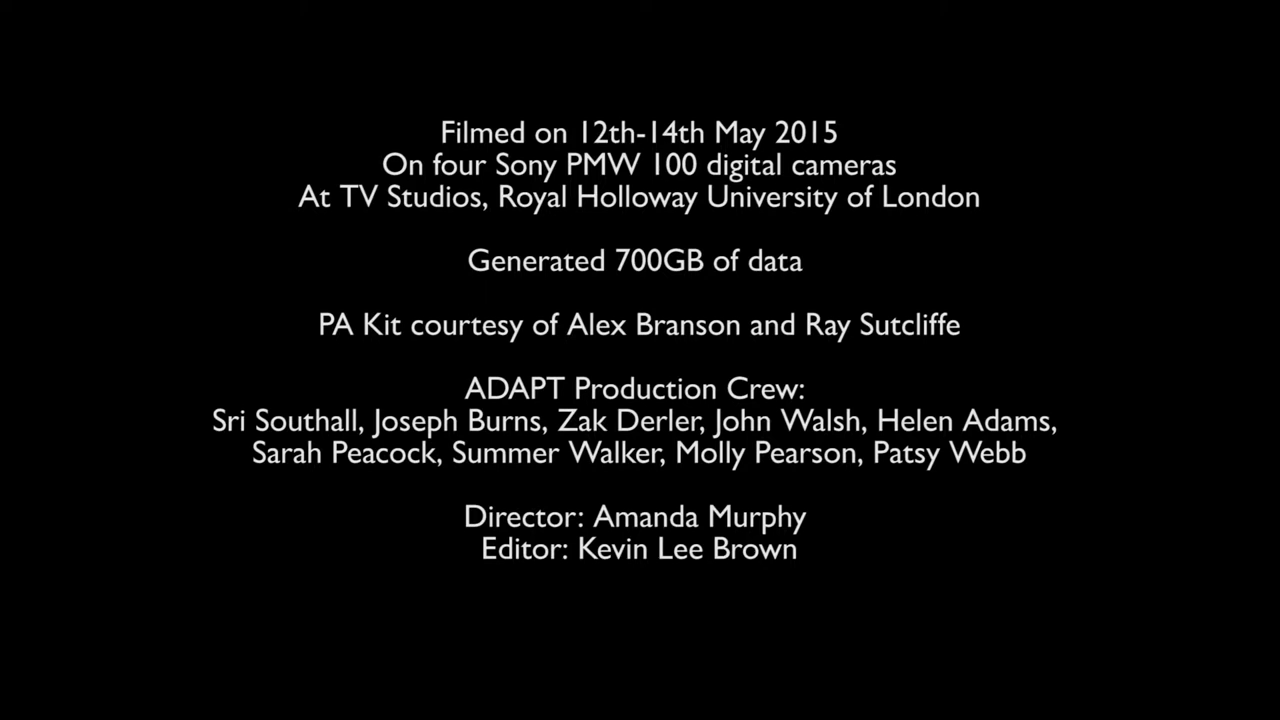 Filmed on 12th-14th May 2015
On four Sony PMW 100 digital cameras
At TV Studios, Royal Holloway University of London
Generated 700GB of data
PA Kit courtesy of Alex Branson and Ray Sutcliffe
ADAPT Production Crew:
Sri Southall, Joseph Burns, Zak Derler, John Walsh, Helen Adams,
Sarah Peacock, Summer Walker, Molly Pearson, Patsy Webb
Director: Amanda Murphy
Editor: Kevin Lee Brown